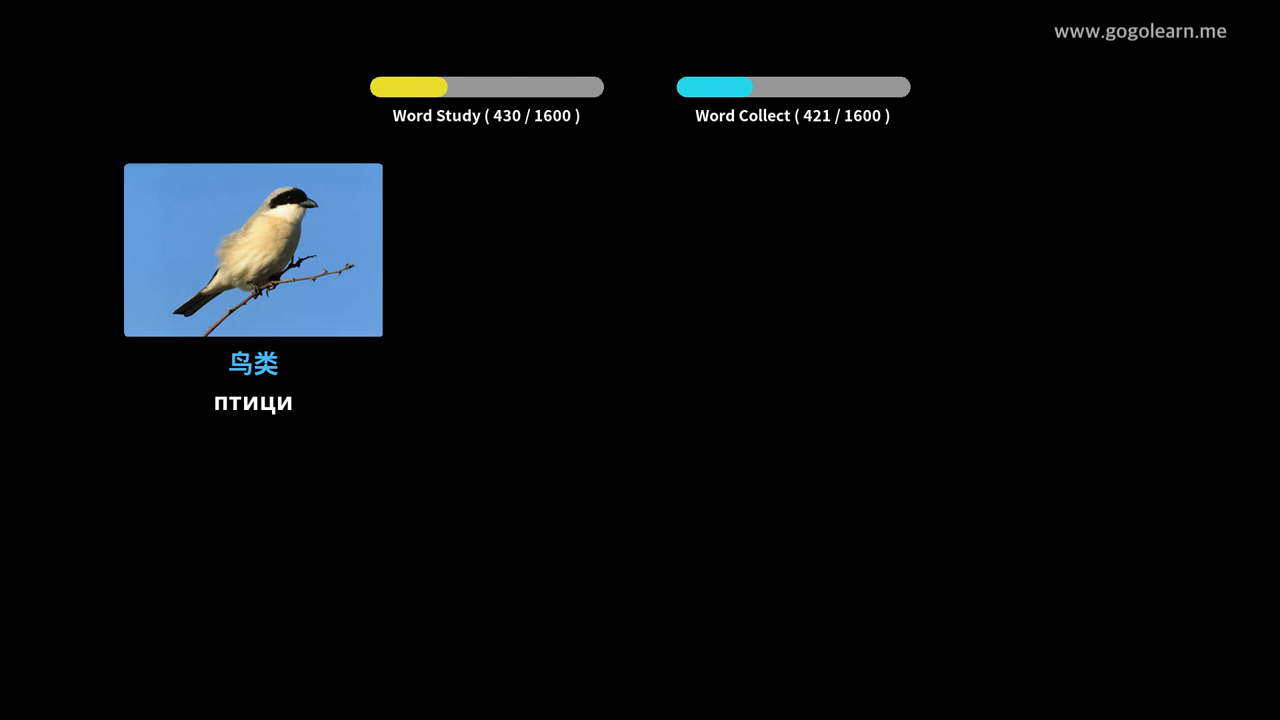 www.gogolearn.me
Word Study ( 430 / 1600 )
Word Collect ( 421 / 1600 )
鸟类
птици